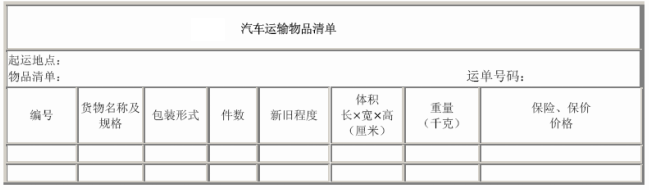 汽车运输物品清单
起运地点：
物品清单： 运单号码：
编号 货物名称及规格 包装形式 件数 新旧程度 体积 长×宽×高（厘米） 重量（千克） 保险、保价价格